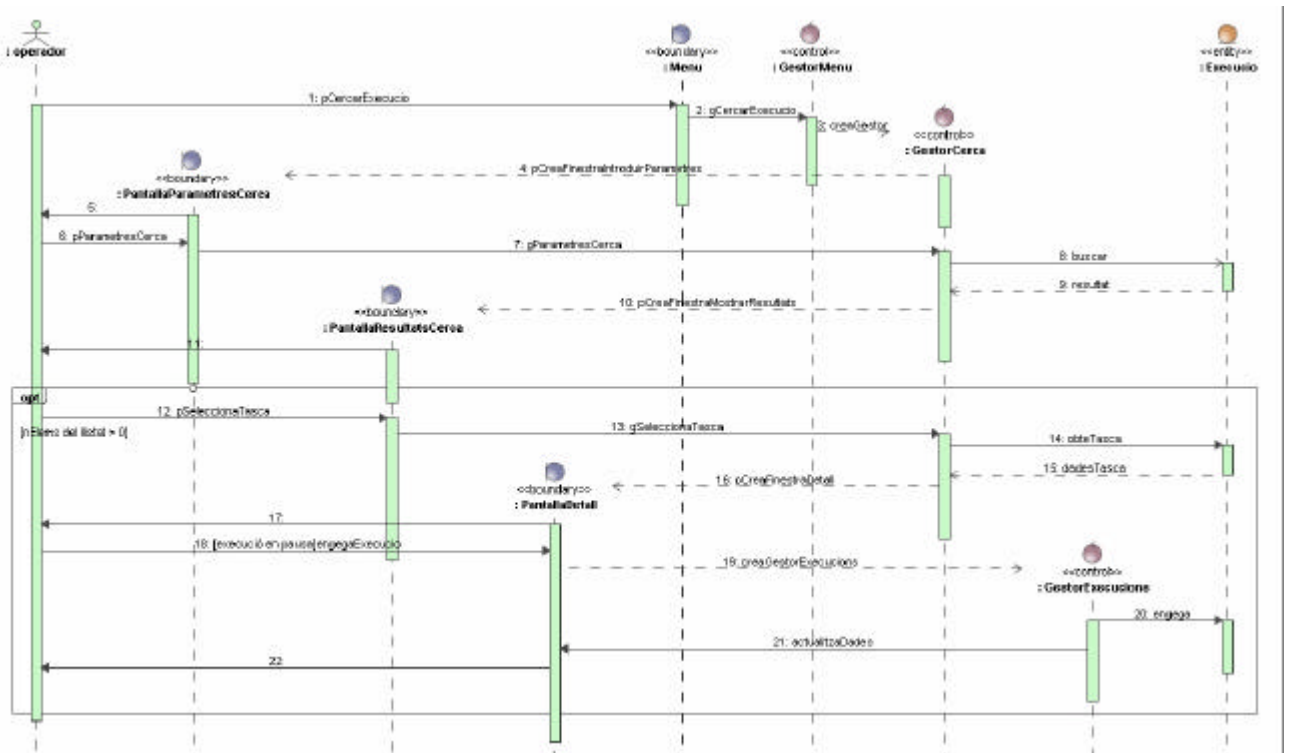 : operador
<<boundary>>
: Menu
<<control>>
: GestorMenu
<<entity>>
: Execucio
1: pCercarExecucio
2: gCercarExecucio
3: creaGestor
<<control>>
: GestorCerca
4: pCreaFinestraIntroduirParametres
<<boundary>>
: PantallaParametresCerca
5:
6: pParametresCerca
7: gParametresCerca
8: buscar
9: resultat
10: pCreaFinestraMostrarResultats
<<boundary>>
: PantallaResultatsCerca
11:
opt
12: pSeleccionaTasca
[nElems del llistat > 0]
13: gSeleccionaTasca
14: obteTasca
15: dadesTasca
16: pCreaFinestraDetall
<<boundary>>
: PantallaDetall
17:
18: [execució en pausa]engegaExecucio
19: creaGestorExecucions
<<control>>
: GestorExecucions
20: engega
21: actualitzaDades
22: